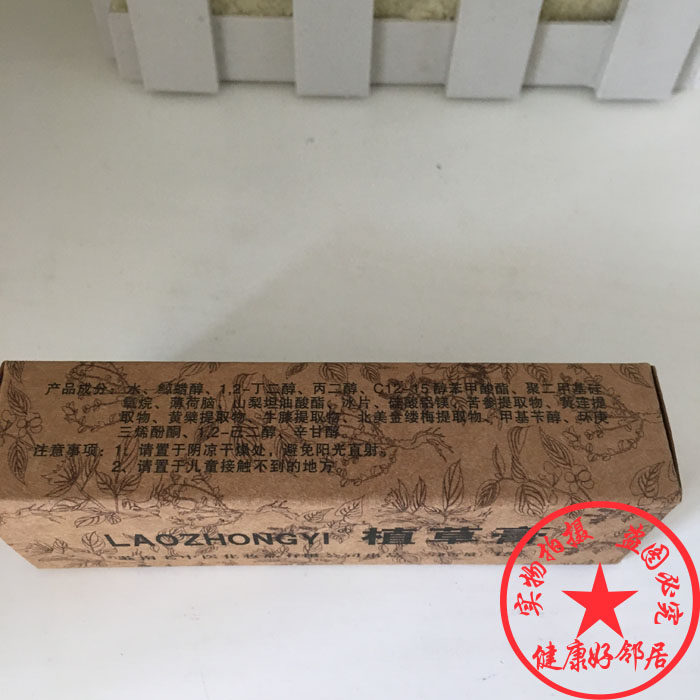 产品成分：水、鲸蜡醇、1,2-丁二醇、丙二醇、C12-15醇苯甲酸酯、聚二甲基硅
氧烷、薄荷脑、山梨坦油酸酯、冰片、硅酸铝镁、苦参提取物、黄连提
取物、黄檗提取物、牛膝提取物、北美金缕梅提取物、甲基苄醇、环庚
三烯酚酮、1,2-己二醇、辛甘醇。
注意事项：1、请置于阴凉干燥处，避免阳光直射。
2、请置于儿童接触不到的地方
LAOZHONGYI 植草膏
实物拍摄 盗图必究
健康好邻居